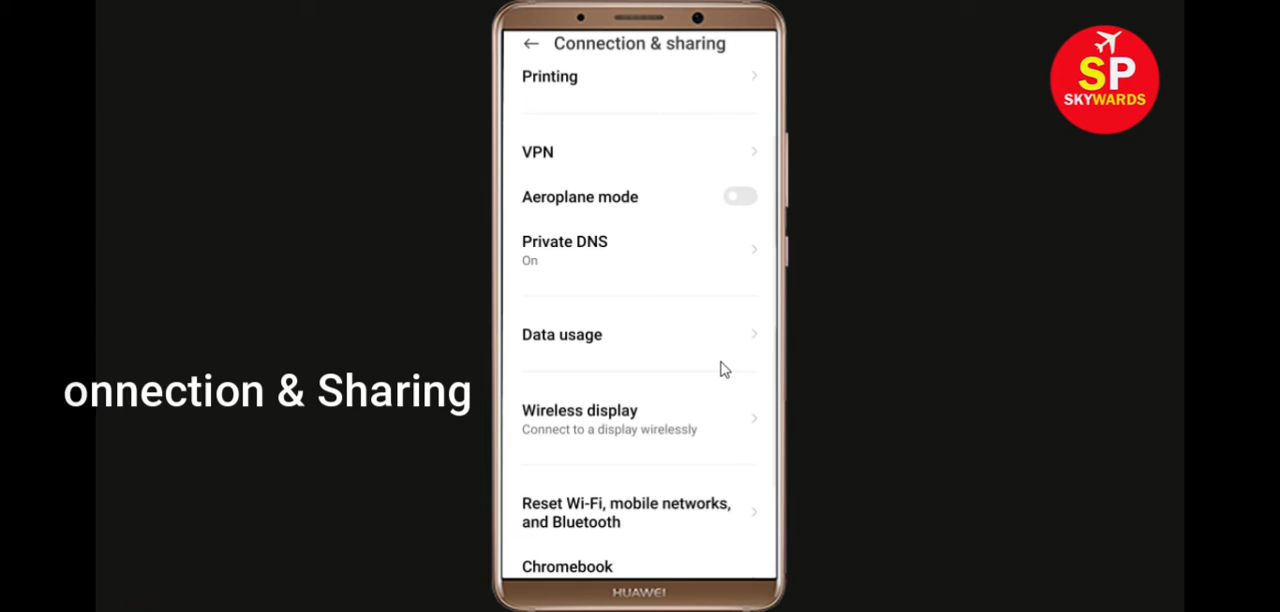 Connection & sharing
Printing
VPN
Aeroplane mode
Private DNS
On
Data usage
Wireless display
Connect to a display wirelessly
Reset Wi-Fi, mobile networks,
and Bluetooth
Chromebook
HUAWEI
onnection & Sharing
SP
SKYWARDS